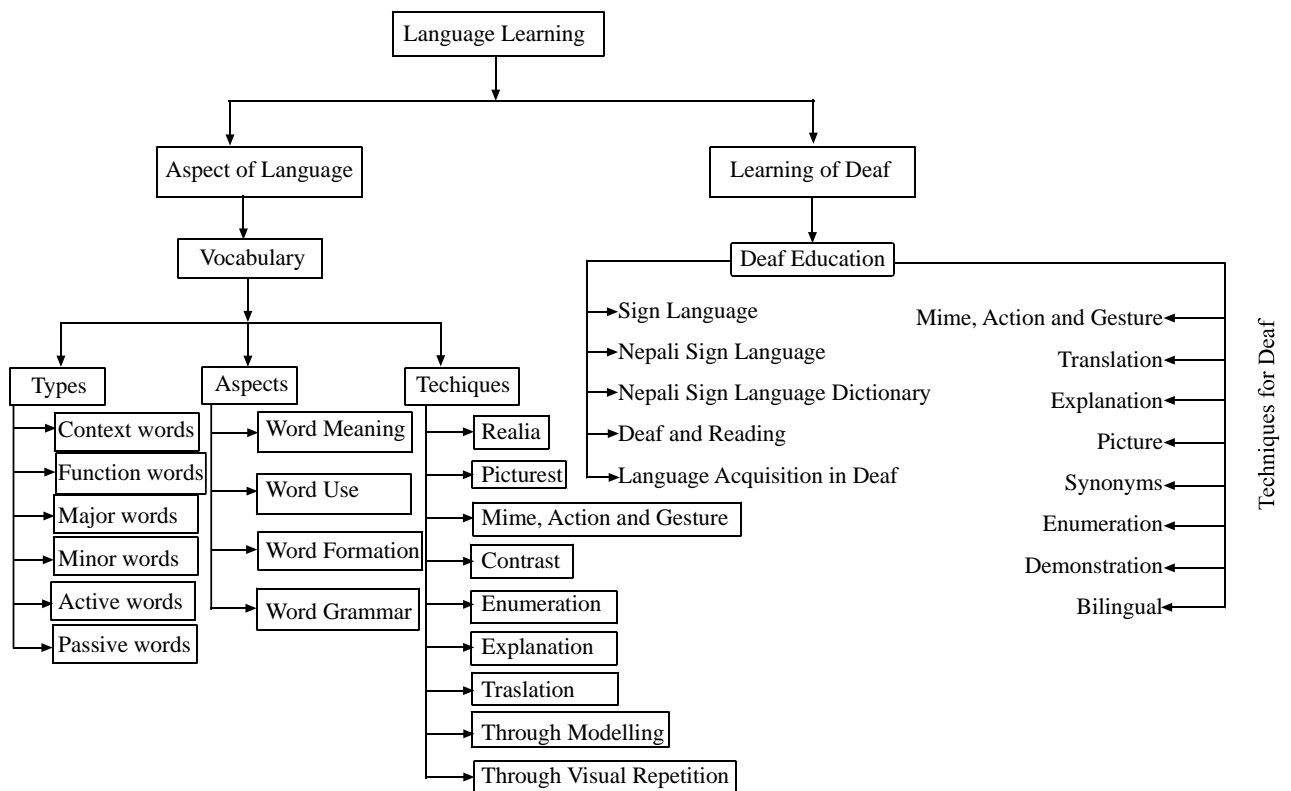 Language Learning
Aspect of Language
Learning of Deaf
Vocabulary
Deaf Education
Types
Context words
Function words
Major words
Minor words
Active words
Passive words
Aspects
Word Meaning
Word Use
Word Formation
Word Grammar
Techiques
Realia
Picturest
Mime, Action and Gesture
Contrast
Enumeration
Explanation
Traslation
Through Modelling
Through Visual Repetition
Sign Language
Nepali Sign Language
Nepali Sign Language Dictionary
Deaf and Reading
Language Acquisition in Deaf
Mime, Action and Gesture
Translation
Explanation
Picture
Synonyms
Enumeration
Demonstration
Bilingual
Techniques for Deaf